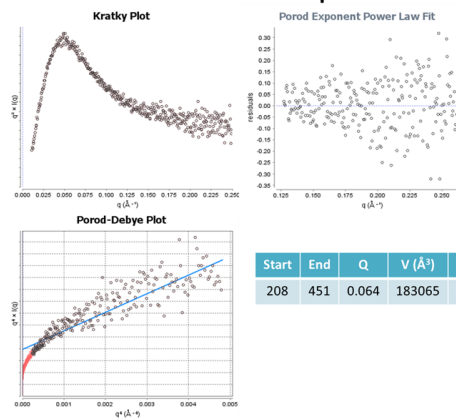 Kratky Plot
q² × I(q)
0.000 0.025 0.050 0.075 0.100 0.125 0.150 0.175 0.200 0.225 0.250
q (Å⁻¹)
Porod Exponent Power Law Fit
residuals
0.30
0.25
0.20
0.15
0.10
0.05
0.00
-0.05
-0.10
-0.15
-0.20
-0.25
-0.30
-0.35
0.125 0.150 0.175 0.200 0.225 0.250
q (Å⁻¹)
Porod-Debye Plot
q⁴ × I(q)
0.000 0.001 0.002 0.003 0.004 0.005
q⁴ (Å⁻⁴)
Start End Q V (Å³)
208 451 0.064 183065